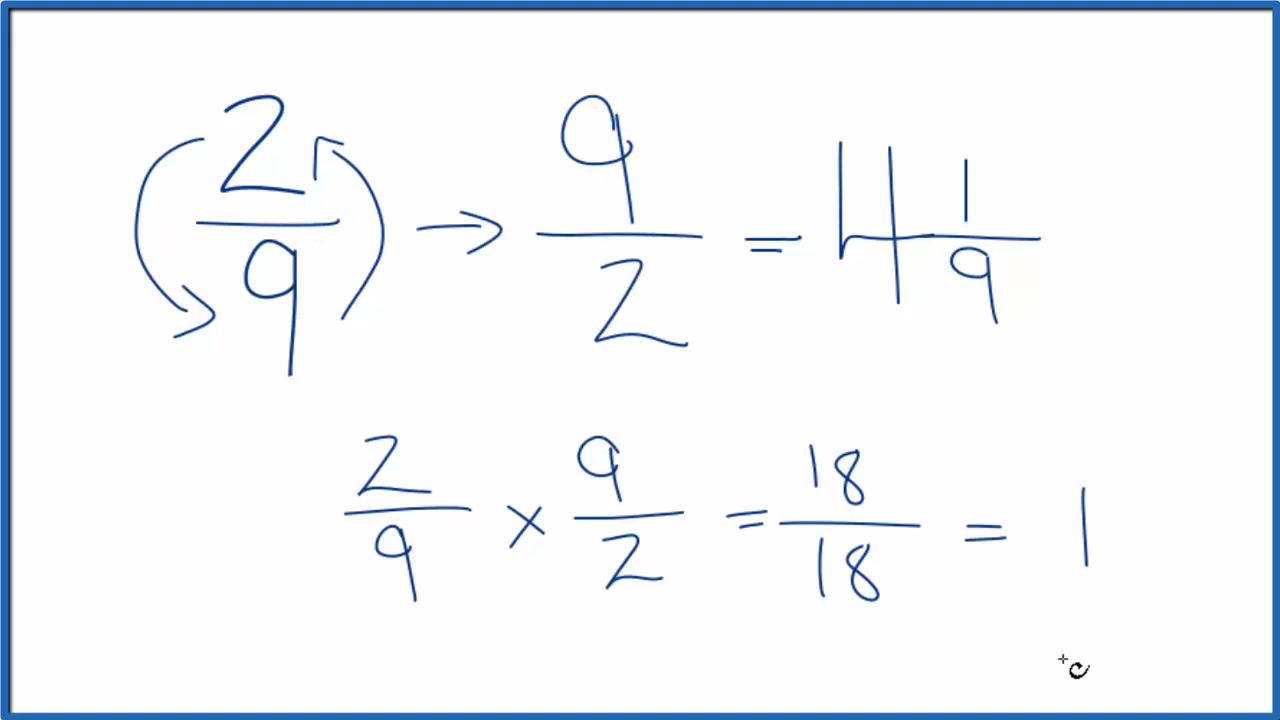 2/9 → 9/2 = 4 1/9
2/9 × 9/2 = 18/18 = 1